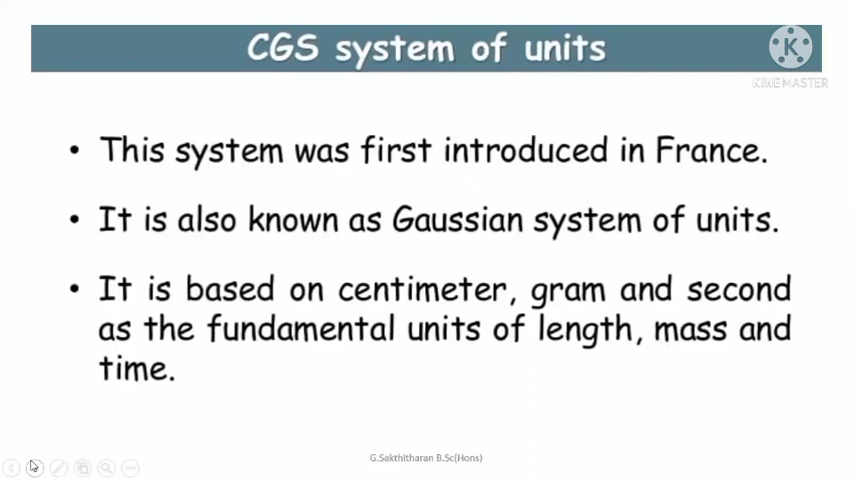 CGS system of units
K
KINEMASTER
• This system was first introduced in France.
• It is also known as Gaussian system of units.
• It is based on centimeter, gram and second
as the fundamental units of length, mass and
time.
G.Sakthitharan B.Sc(Hons)